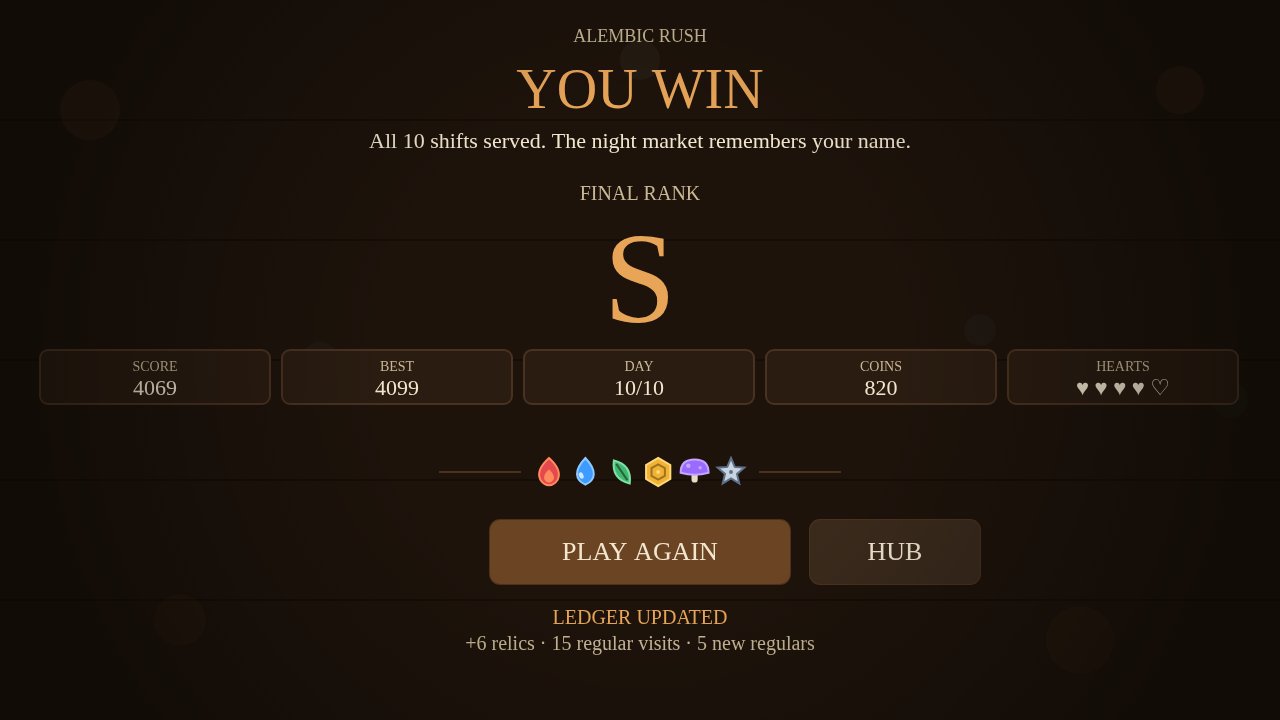 ALEMBIC RUSH
YOU WIN
All 10 shifts served. The night market remembers your name.
FINAL RANK
S
SCORE BEST DAY COINS HEARTS
4069 4099 10/10 820 ♥ ♥ ♥ ♥ ♡
PLAY AGAIN HUB
LEDGER UPDATED
+6 relics · 15 regular visits · 5 new regulars